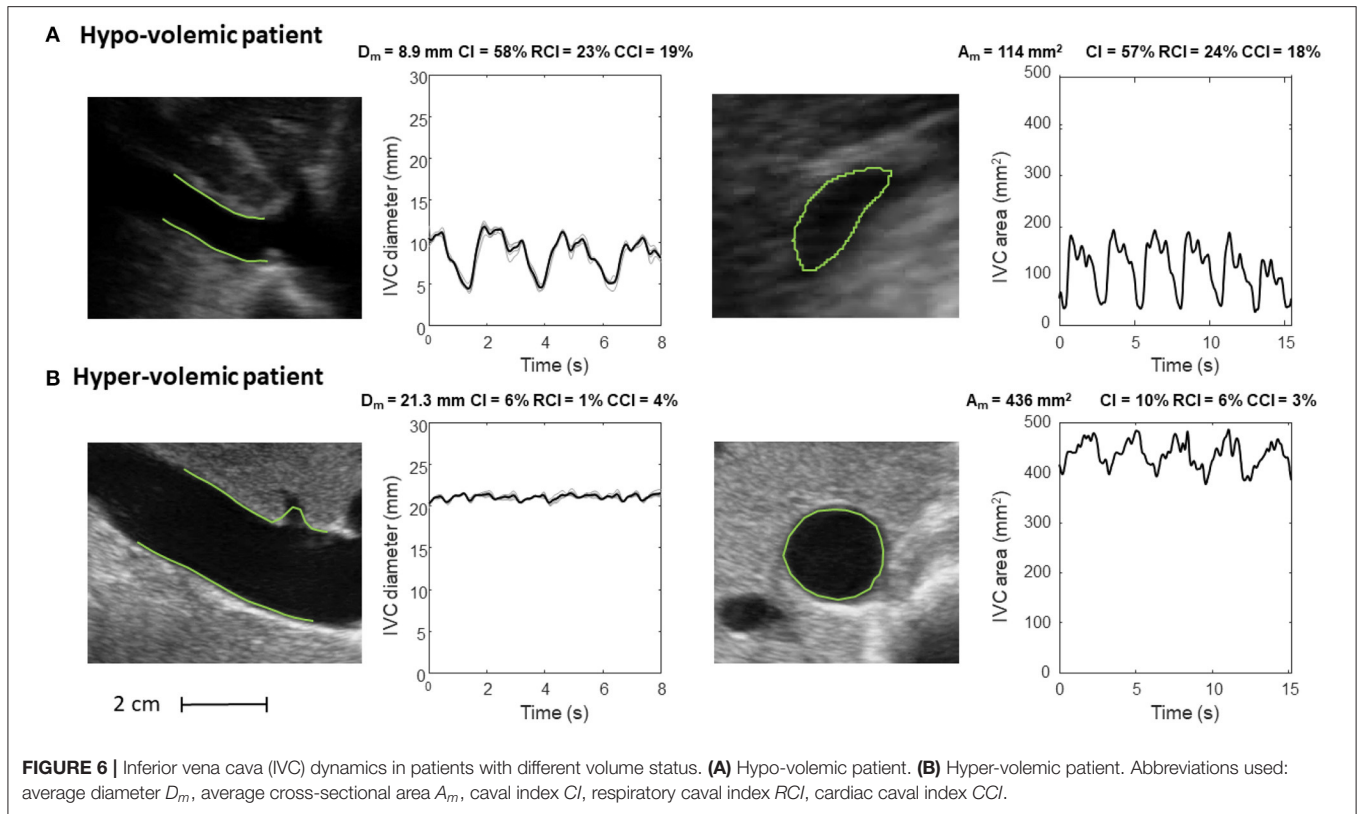 A Hypo-volemic patient
Dm = 8.9 mm CI = 58% RCI = 23% CCI = 19%
30
25
20
15
10
5
0
IVC diameter (mm)
0 2 4 6 8
Time (s)
Am = 114 mm² CI = 57% RCI = 24% CCI = 18%
500
400
300
200
100
0
IVC area (mm²)
0 5 10 15
Time (s)
B Hyper-volemic patient
Dm = 21.3 mm CI = 6% RCI = 1% CCI = 4%
30
25
20
15
10
5
0
IVC diameter (mm)
0 2 4 6 8
Time (s)
Am = 436 mm² CI = 10% RCI = 6% CCI = 3%
500
400
300
200
100
0
IVC area (mm²)
0 5 10 15
Time (s)
2 cm
FIGURE 6 | Inferior vena cava (IVC) dynamics in patients with different volume status. (A) Hypo-volemic patient. (B) Hyper-volemic patient. Abbreviations used:
average diameter Dm, average cross-sectional area Am, caval index CI, respiratory caval index RCI, cardiac caval index CCI.